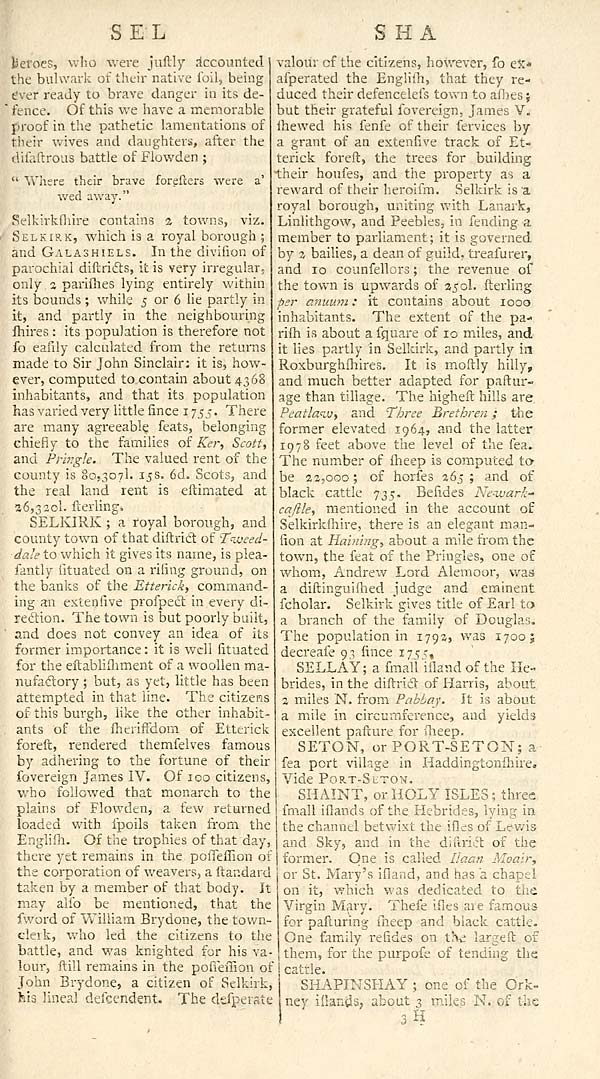 SEL
heroes, who were juſtly accounted
the bulwark of their native ſoil, being
ever ready to brave danger in its de-
fence. Of this we have a memorable
proof in the pathetic lamentations of
their wives and daughters, after the
diſaſtrous battle of Flowden ;
“ Where their brave foreſters were a'
wed away.”
Selkirkſhire contains 2 towns, viz.
SELKIRK, which is a royal borough ;
and GALASHIELS. In the diviſion of
parochial diſtricts, it is very irregular,
only 2 pariſhes lying entirely within
its bounds ; while 5 or 6 lie partly in
it, and partly in the neighbouring
ſhires : its population is therefore not
ſo eaſily calculated from the returns
made to Sir John Sinclair: it is, how-
ever, computed to contain about 4368
inhabitants, and that its population
has varied very little ſince 1755. There
are many agreeable ſeats, belonging
chiefly to the families of Ker, Scott,
and Pringle. The valued rent of the
county is 80,307l. 15s. 6d. Scots, and
the real land rent is eſtimated at
26,320l. ſterling.
SELKIRK ; a royal borough, and
county town of that diſtrict of Tweed-
dale to which it gives its name, is plea-
ſantly ſituated on a riſing ground, on
the banks of the Etterick, command-
ing an extenſive proſpect in every di-
rection. The town is but poorly built,
and does not convey an idea of its
former importance : it is well ſituated
for the eſtabliſhment of a woollen ma-
nufactory ; but, as yet, little has been
attempted in that line. The citizens
of this burgh, like the other inhabit-
ants of the ſheriffdom of Etterick
foreſt, rendered themſelves famous
by adhering to the fortune of their
ſovereign James IV. Of 100 citizens,
who followed that monarch to the
plains of Flowden, a few returned
loaded with ſpoils taken from the
Engliſh. Of the trophies of that day,
there yet remains in the poſſeſſion of
the corporation of weavers, a ſtandard
taken by a member of that body. It
may alſo be mentioned, that the
ſword of William Brydone, the town-
clerk, who led the citizens to the
battle, and was knighted for his va-
lour, ſtill remains in the poſſeſſion of
John Brydone, a citizen of Selkirk,
his lineal deſcendent. The deſperate
SHA
valour of the citizens, however, ſo ex-
aſperated the Engliſh, that they re-
duced their defenceleſs town to aſhes ;
but their grateful ſovereign, James V.
ſhewed his ſenſe of their ſervices by
a grant of an extenſive track of Et-
terick foreſt, the trees for building
their houſes, and the property as a
reward of their heroiſm. Selkirk is a
royal borough, uniting with Lanark,
Linlithgow, and Peebles, in ſending a
member to parliament ; it is governed
by 2 bailies, a dean of guild, treaſurer,
and 10 counſellors ; the revenue of
the town is upwards of 250l. ſterling
per anuum : it contains about 1000
inhabitants. The extent of the pa-
riſh is about a ſquare of 10 miles, and
it lies partly in Selkirk, and partly in
Roxburghſhires. It is moſtly hilly,
and much better adapted for paſtur-
age than tillage. The higheſt hills are
Peatlaw, and Three Brethren ; the
former elevated 1964, and the latter
1978 feet above the level of the ſea.
The number of ſheep is computed to
be 22,000 ; of horſes 265 ; and of
black cattle 735. Beſides Newark-
caſtle, mentioned in the account of
Selkirkſhire, there is an elegant man-
ſion at Haining, about a mile from the
town, the ſeat of the Pringles, one of
whom, Andrew Lord Alemoor, was
a diſtinguiſhed judge and eminent
ſcholar. Selkirk gives title of Earl to
a branch of the family of Douglas.
The population in 1792, was 1700 ;
decreaſe 93 ſince 1755.
SELLAY; a ſmall iſland of the He-
brides, in the diſtrict of Harris, about
2 miles N. from Pabbay. It is about
a mile in circumference, and yields
excellent paſture for ſheep.
SETON, or PORT-SETON; a
ſea port village in Haddingtonſhire.
Vide PORT-SETON.
SHAINT, or HOLY ISLES ; three
ſmall iſlands of the Hebrides, lying in
the channel betwixt the iſles of Lewis
and Sky, and in the diſtrict of the
former. One is called Ilaan Moair,
or St. Mary's iſland, and has a chapel
on it, which was dedicated to the
Virgin Mary. Theſe iſles are famous
for paſturing ſheep and black cattle.
One family reſides on the largeſt of
them, for the purpoſe of tending the
cattle.
SHAPINSHAY ; one of the Ork-
ney iſlands, about 3 miles N. of the
3 H